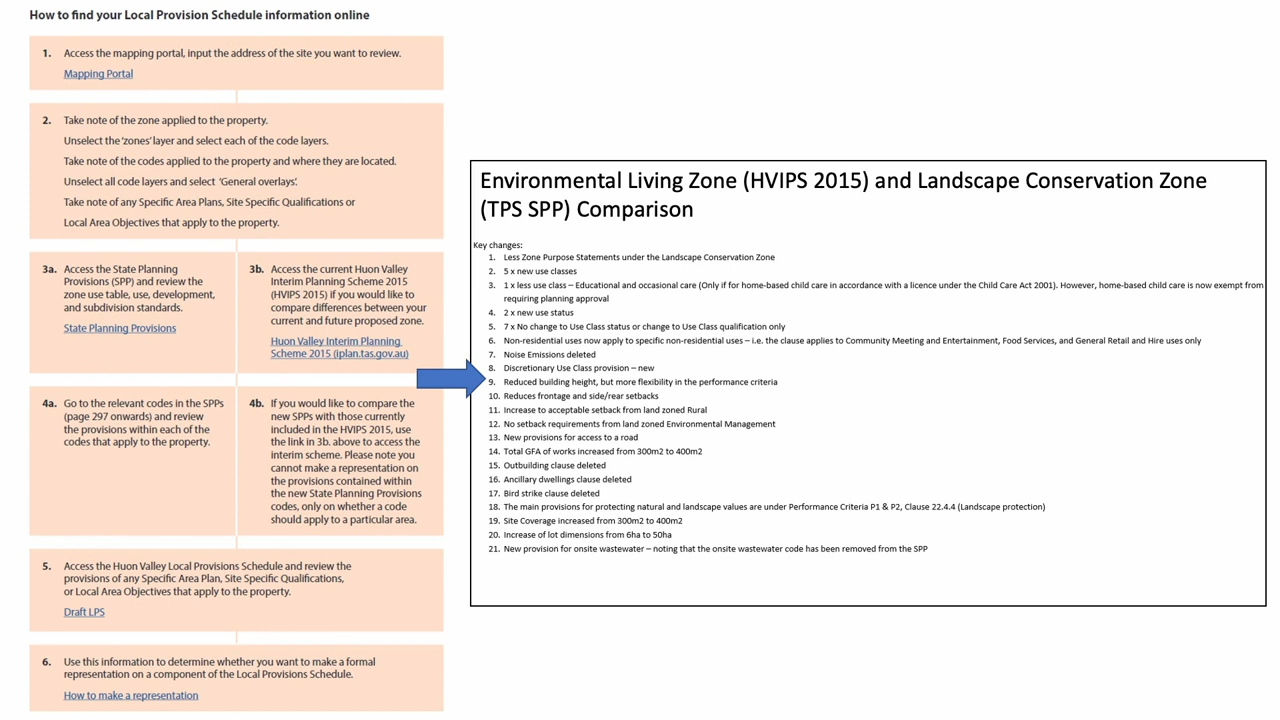 How to find your Local Provision Schedule information online
1. Access the mapping portal, input the address of the site you want to review.
Mapping Portal
2. Take note of the zone applied to the property.
Unselect the 'zones' layer and select each of the code layers.
Take note of the codes applied to the property and where they are located.
Unselect all code layers and select 'General overlays'.
Take note of any Specific Area Plans, Site Specific Qualifications or
Local Area Objectives that apply to the property.
3a. Access the State Planning
Provisions (SPP) and review the
zone use table, use, development,
and subdivision standards.
State Planning Provisions
3b. Access the current Huon Valley
Interim Planning Scheme 2015
(HVIPS 2015) if you would like to
compare differences between your
current and future proposed zone.
Huon Valley Interim Planning
Scheme 2015 (iplan.tas.gov.au)
4a. Go to the relevant codes in the SPPs
(page 297 onwards) and review
the provisions within each of the
codes that apply to the property.
4b. If you would like to compare the
new SPPs with those currently
included in the HVIPS 2015, use
the link in 3b. above to access the
interim scheme. Please note you
cannot make a representation on
the provisions contained within
the new State Planning Provisions
codes, only on whether a code
should apply to a particular area.
5. Access the Huon Valley Local Provisions Schedule and review the
provisions of any Specific Area Plan, Site Specific Qualifications,
or Local Area Objectives that apply to the property.
Draft LPS
6. Use this information to determine whether you want to make a formal
representation on a component of the Local Provisions Schedule.
How to make a representation
Environmental Living Zone (HVIPS 2015) and Landscape Conservation Zone
(TPS SPP) Comparison
Key changes:
1. Less Zone Purpose Statements under the Landscape Conservation Zone
2. 5 x new use classes
3. 1 x less use class – Educational and occasional care (Only if for home-based child care in accordance with a licence under the Child Care Act 2001). However, home-based child care is now exempt from
requiring planning approval
4. 2 x new use status
5. 7 x No change to Use Class status or change to Use Class qualification only
6. Non-residential uses now apply to specific non-residential uses – i.e. the clause applies to Community Meeting and Entertainment, Food Services, and General Retail and Hire uses only
7. Noise Emissions deleted
8. Discretionary Use Class provision – new
9. Reduced building height, but more flexibility in the performance criteria
10. Reduces frontage and side/rear setbacks
11. Increase to acceptable setback from land zoned Rural
12. No setback requirements from land zoned Environmental Management
13. New provisions for access to a road
14. Total GFA of works increased from 300m2 to 400m2
15. Outbuilding clause deleted
16. Ancillary dwellings clause deleted
17. Bird strike clause deleted
18. The main provisions for protecting natural and landscape values are under Performance Criteria P1 & P2, Clause 22.4.4 (Landscape protection)
19. Site Coverage increased from 300m2 to 400m2
20. Increase of lot dimensions from 6ha to 50ha
21. New provision for onsite wastewater – noting that the onsite wastewater code has been removed from the SPP